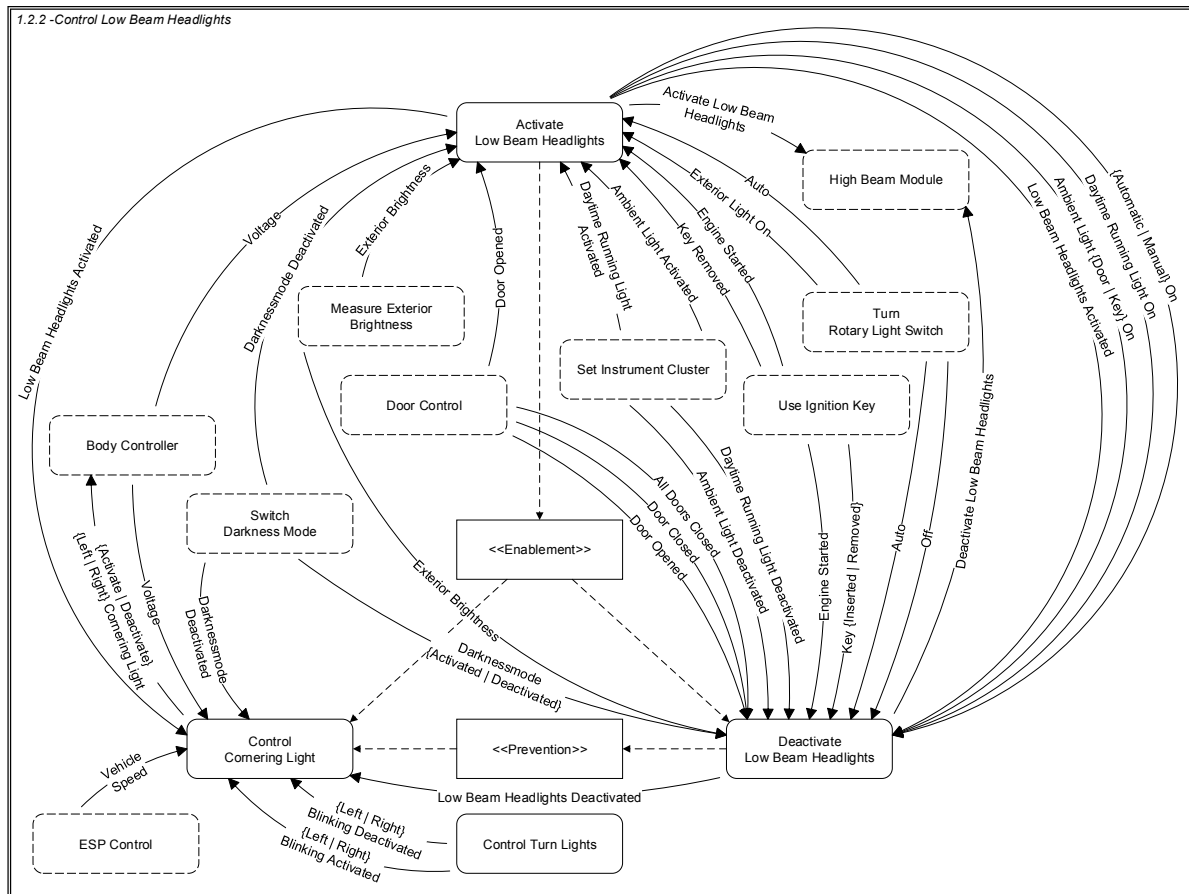 1.2.2 -Control Low Beam Headlights
Activate
Low Beam Headlights
Activate Low Beam
Headlights
High Beam Module
Low Beam Headlights Activated
Voltage
Darknessmode Deactivated
Exterior Brightness
Door Opened
Daytime Running Light
Activated
Ambient Light Activated
Key Removed
Engine Started
Exterior Light On
Auto
Low Beam Headlights Activated
Ambient Light {Door | Key} On
Daytime Running Light On
{Automatic | Manual} On
Measure Exterior
Brightness
Turn
Rotary Light Switch
Set Instrument Cluster
Door Control
Use Ignition Key
Body Controller
Switch
Darkness Mode
<<Enablement>>
{Activate | Deactivate}
{Left | Right} Cornering Light
Voltage
Darknessmode
Deactivated
Exterior Brightness
Darknessmode
{Activated | Deactivated}
All Doors Closed
Door Closed
Door Opened
Ambient Light Deactivated
Daytime Running Light Deactivated
Engine Started
Key {Inserted | Removed}
Auto
Off
Deactivate Low Beam Headlights
Control
Cornering Light
<<Prevention>>
Deactivate
Low Beam Headlights
Vehicle
Speed
Low Beam Headlights Deactivated
{Left | Right}
Blinking Deactivated
{Left | Right}
Blinking Activated
ESP Control
Control Turn Lights